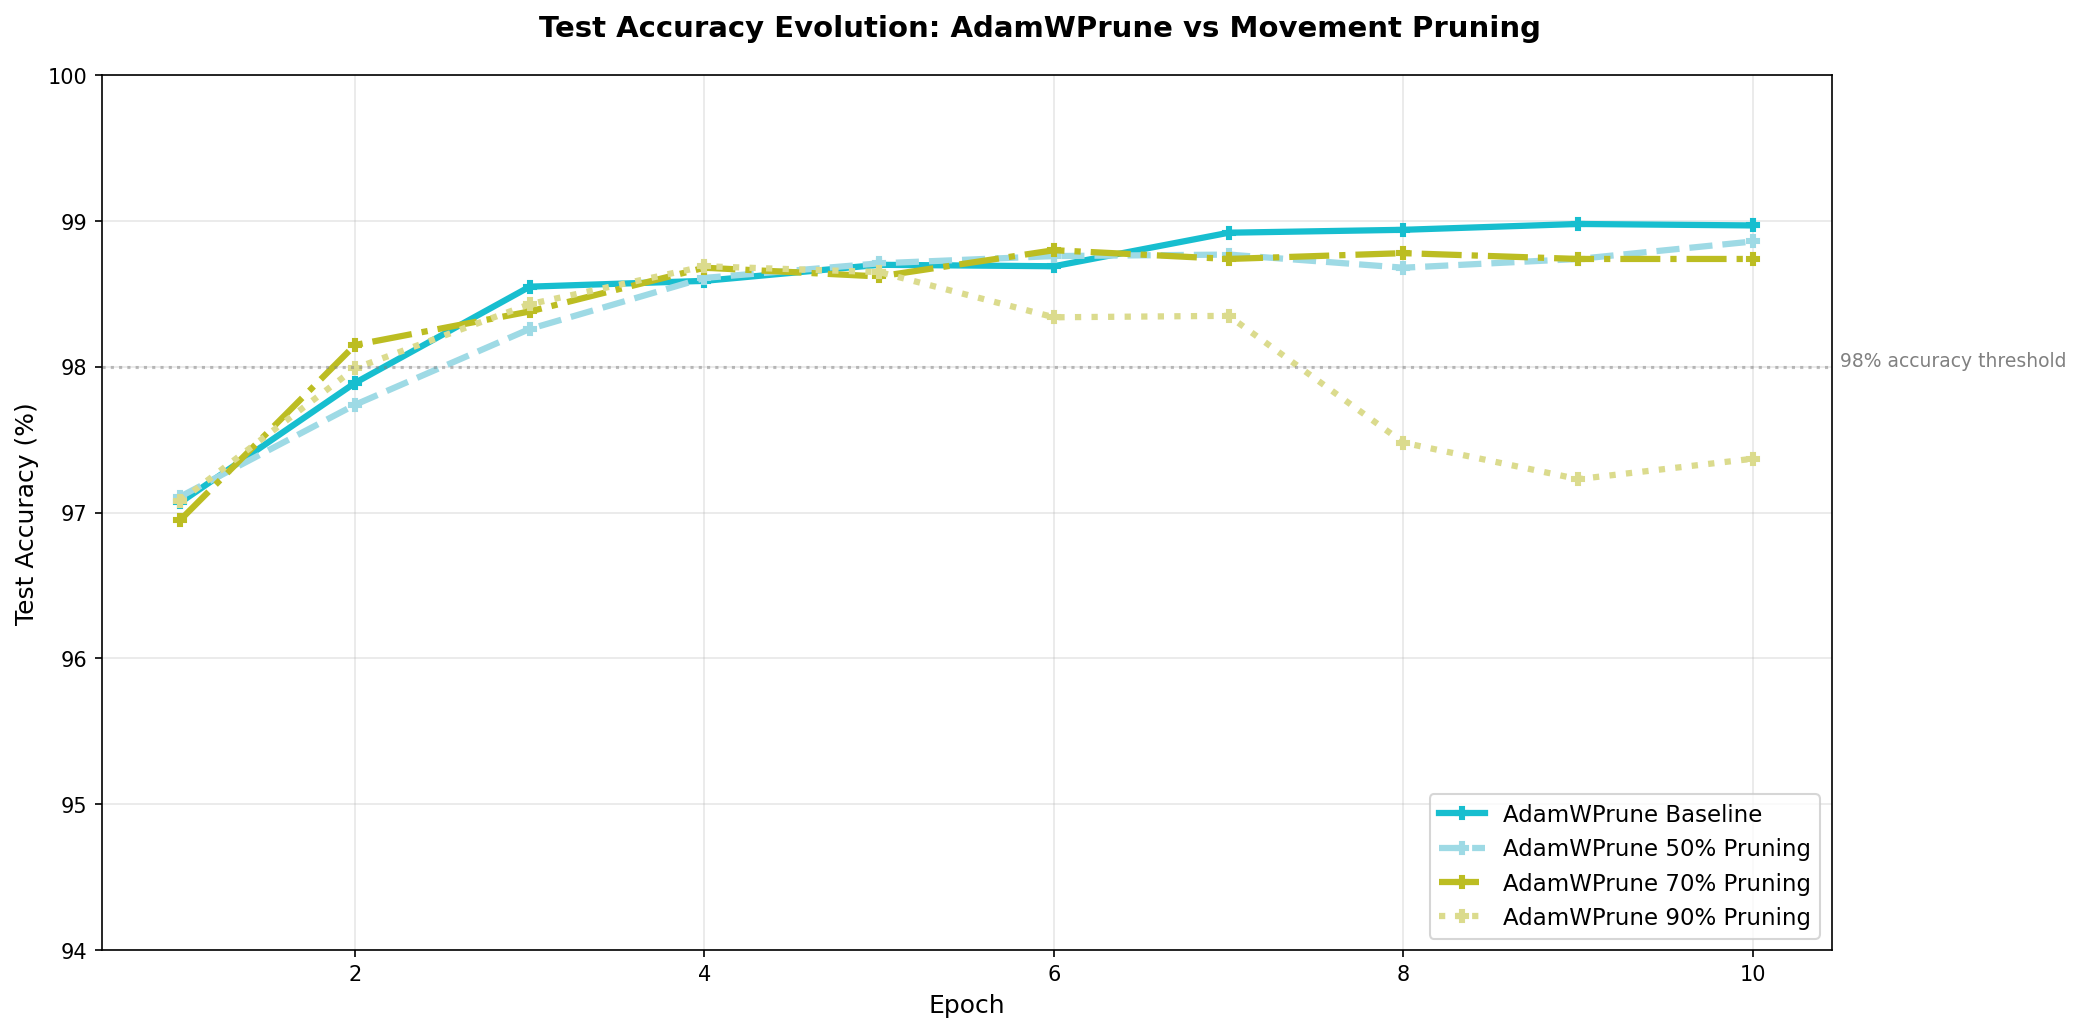 Test Accuracy Evolution: AdamWPrune vs Movement Pruning
100
99
98
97
96
95
94
Test Accuracy (%)
98% accuracy threshold
AdamWPrune Baseline
AdamWPrune 50% Pruning
AdamWPrune 70% Pruning
AdamWPrune 90% Pruning
2 4 6 8 10
Epoch